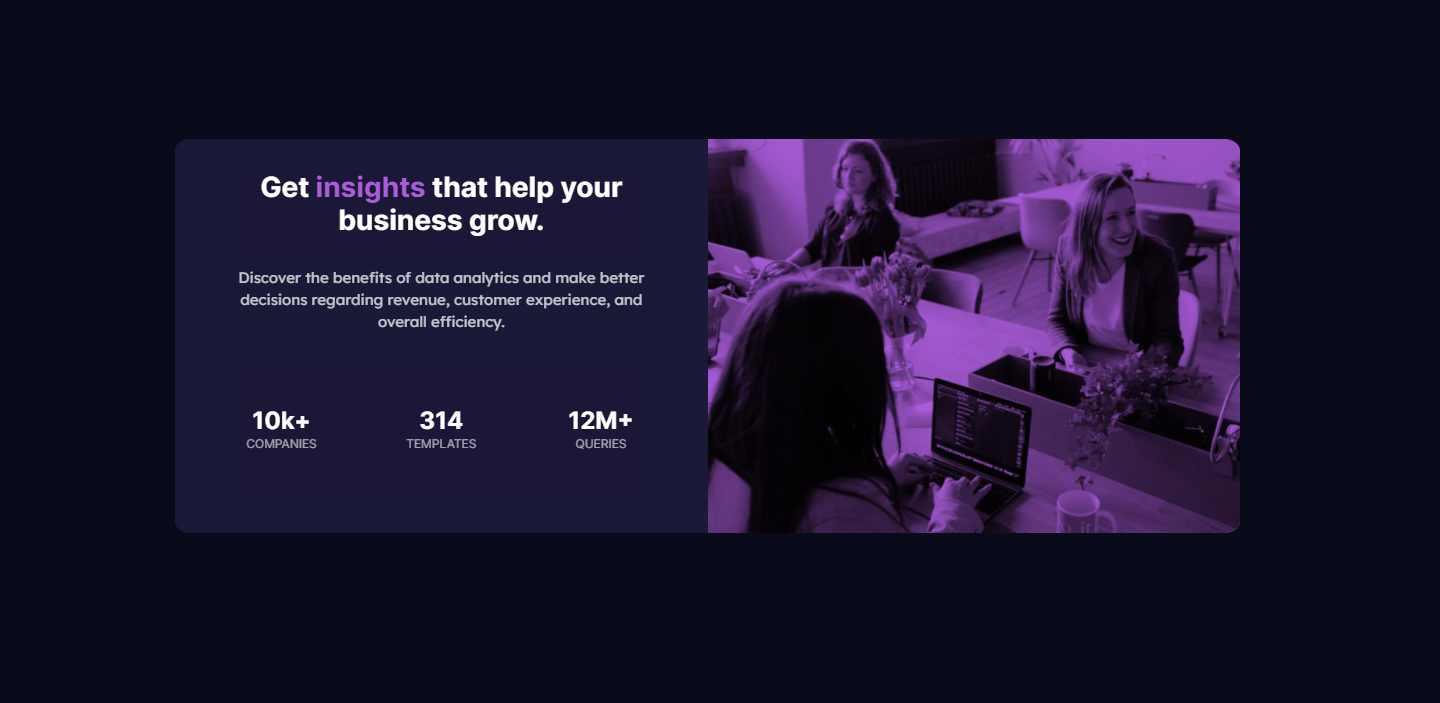 Get insights that help your
business grow.
Discover the benefits of data analytics and make better
decisions regarding revenue, customer experience, and
overall efficiency.
10k+ 314 12M+
COMPANIES TEMPLATES QUERIES